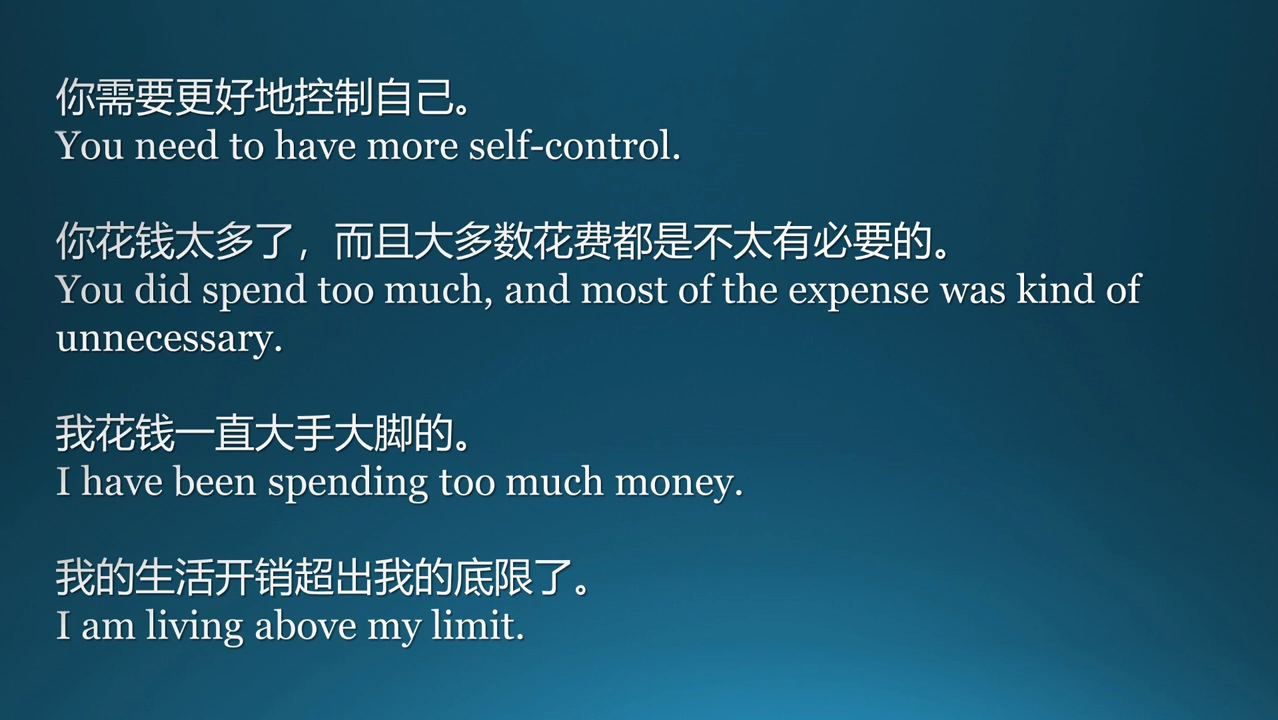 你需要更好地控制自己。
You need to have more self-control.
你花钱太多了，而且大多数花费都是不太有必要的。
You did spend too much, and most of the expense was kind of
unnecessary.
我花钱一直大手大脚的。
I have been spending too much money.
我的生活开销超出我的底限了。
I am living above my limit.